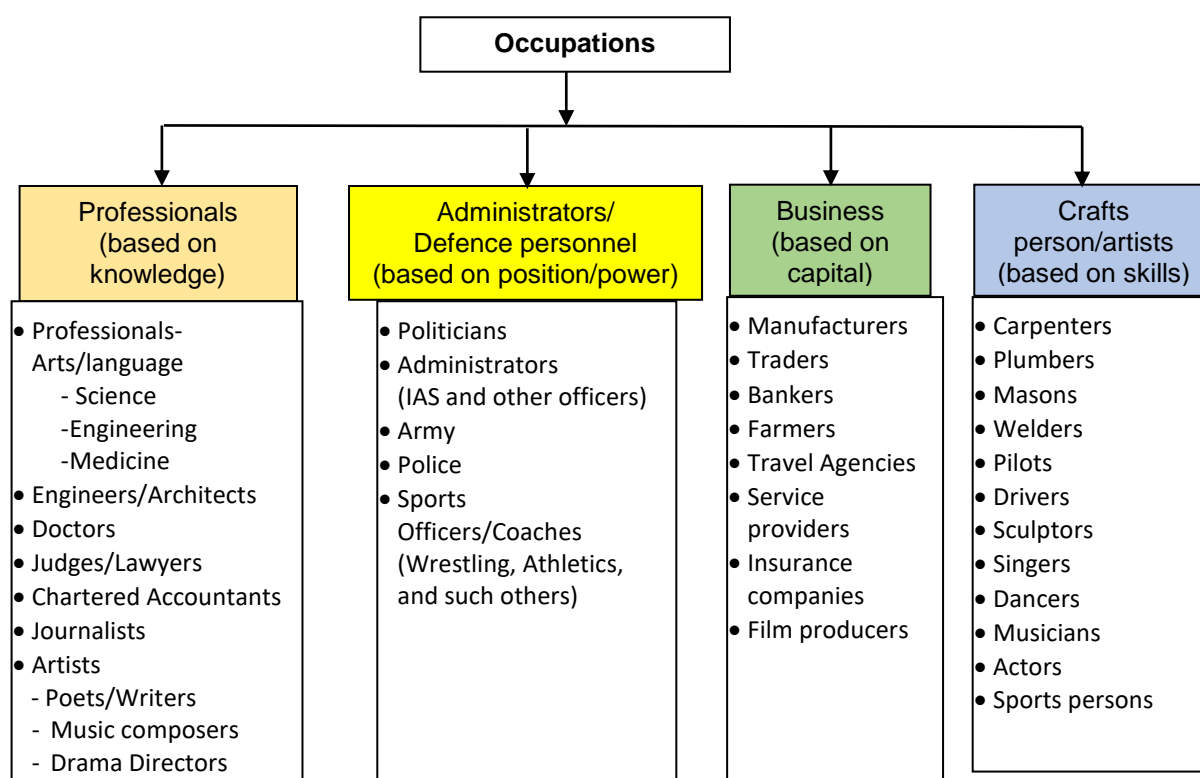 Occupations
Professionals
(based on
knowledge)
• Professionals-
Arts/language
- Science
-Engineering
-Medicine
• Engineers/Architects
• Doctors
• Judges/Lawyers
• Chartered Accountants
• Journalists
• Artists
- Poets/Writers
- Music composers
- Drama Directors
Administrators/
Defence personnel
(based on position/power)
• Politicians
• Administrators
(IAS and other officers)
• Army
• Police
• Sports
Officers/Coaches
(Wrestling, Athletics,
and such others)
Business
(based on
capital)
• Manufacturers
• Traders
• Bankers
• Farmers
• Travel Agencies
• Service
providers
• Insurance
companies
• Film producers
Crafts
person/artists
(based on skills)
• Carpenters
• Plumbers
• Masons
• Welders
• Pilots
• Drivers
• Sculptors
• Singers
• Dancers
• Musicians
• Actors
• Sports persons